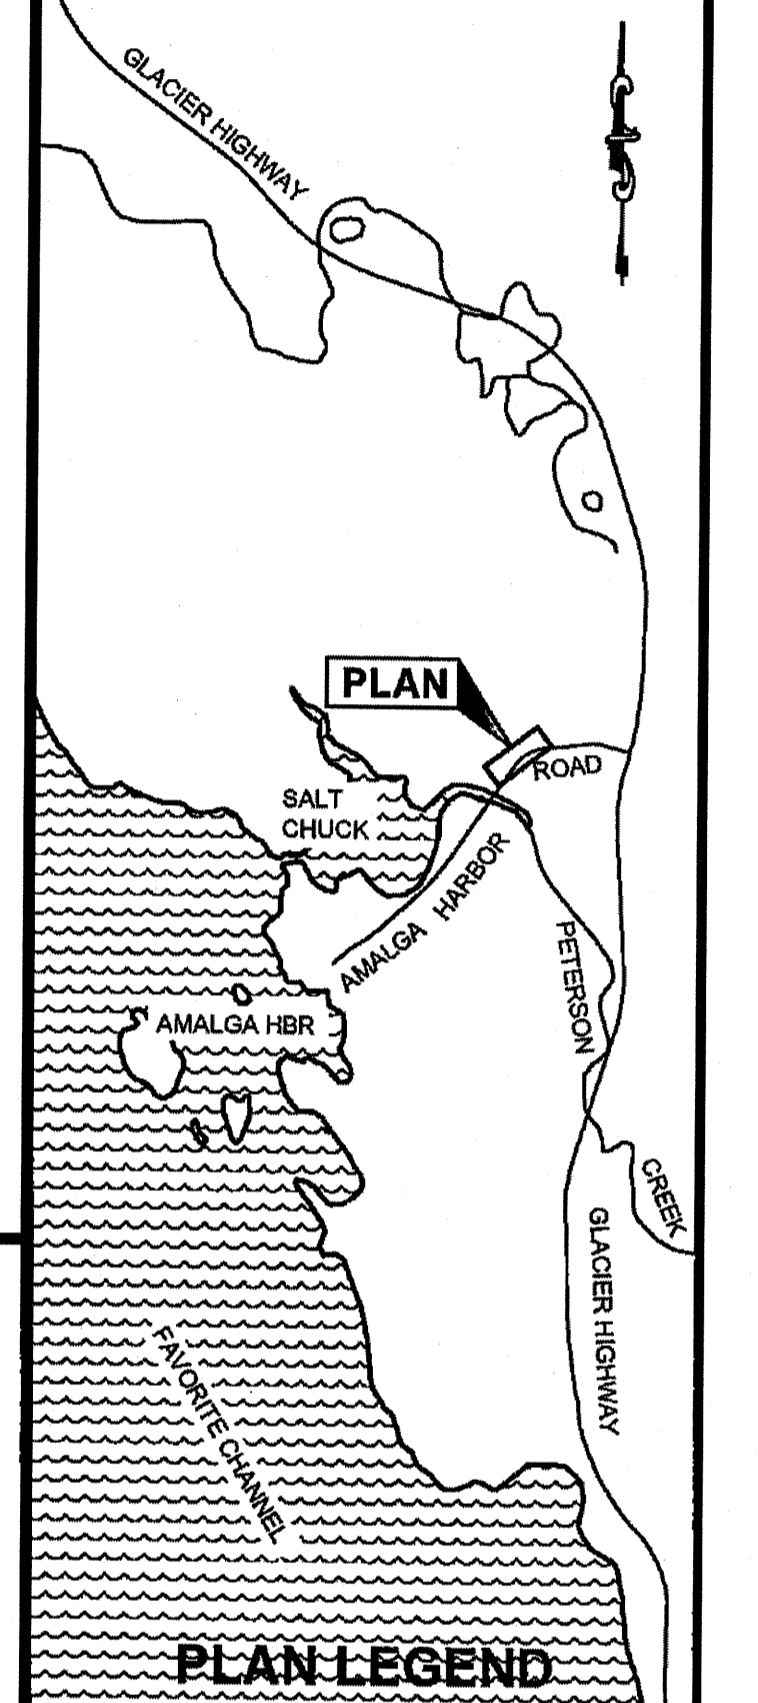 GLACIER HIGHWAY
PLAN
ROAD
SALT
CHUCK
AMALGA HARBOR
PETERSON
AMALGA HBR
CREEK
GLACIER HIGHWAY
FAVORITE CHANNEL
PLAN LEGEND